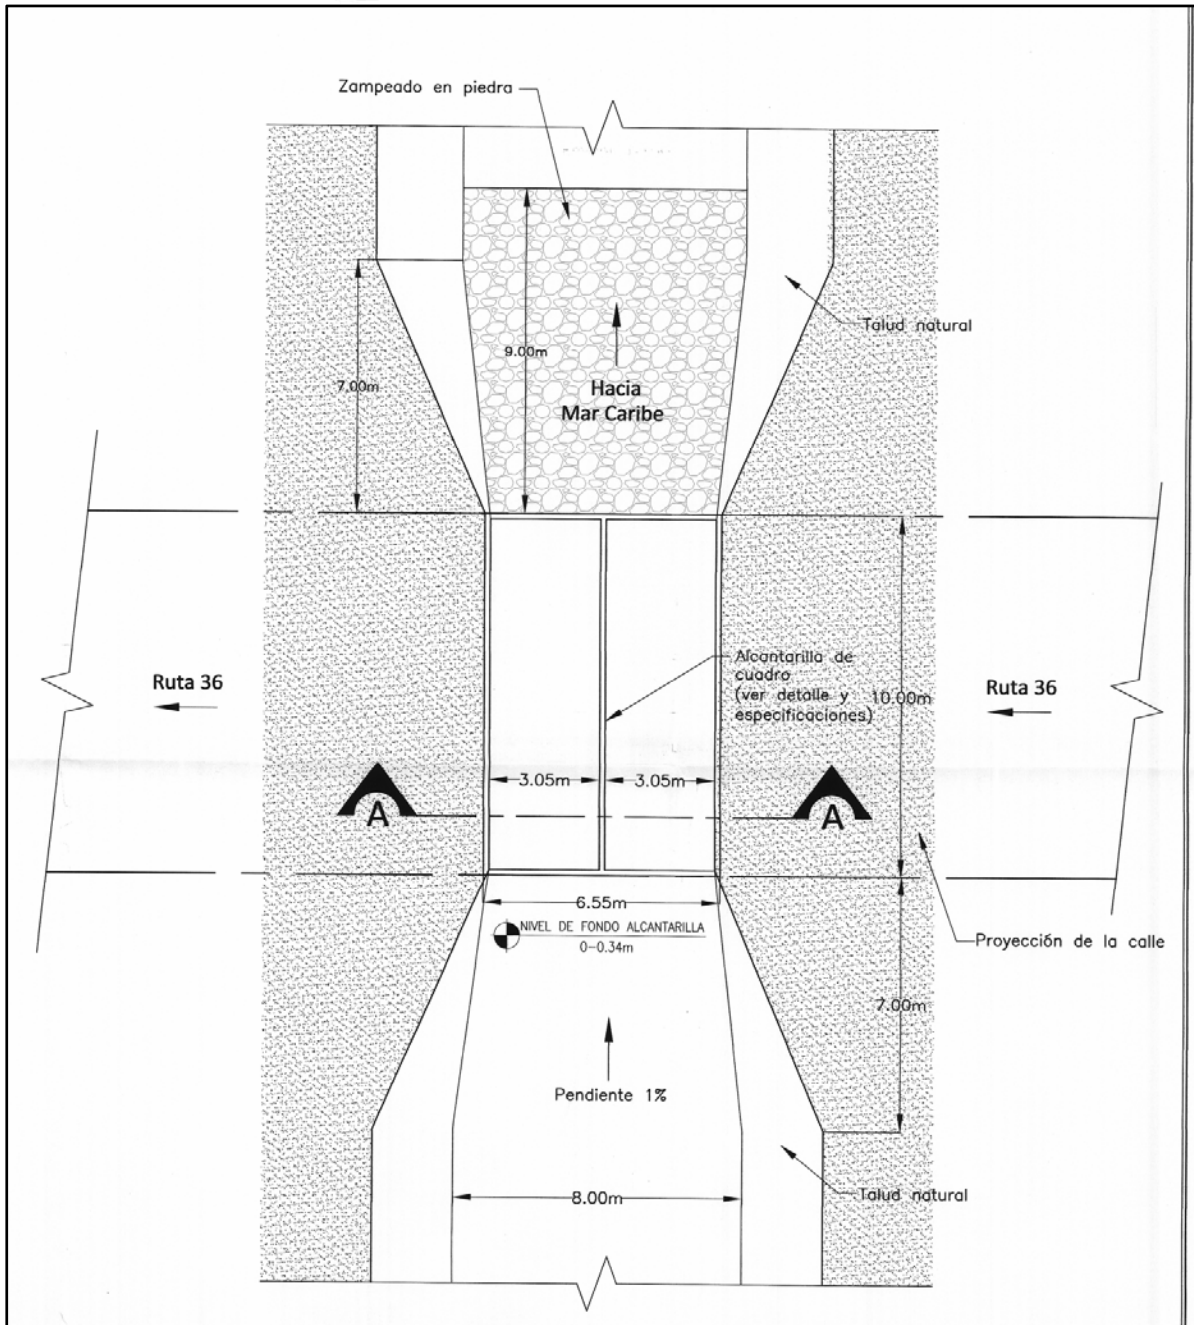 Zampeado en piedra
Talud natural
9.00m
7.00m
Hacia
Mar Caribe
Ruta 36
Alcantarilla de
cuadro
(ver detalle y
especificaciones)
10.00m
Ruta 36
3.05m
3.05m
A
A
6.55m
NIVEL DE FONDO ALCANTARILLA
0-0.34m
Proyección de la calle
7.00m
Pendiente 1%
Talud natural
8.00m